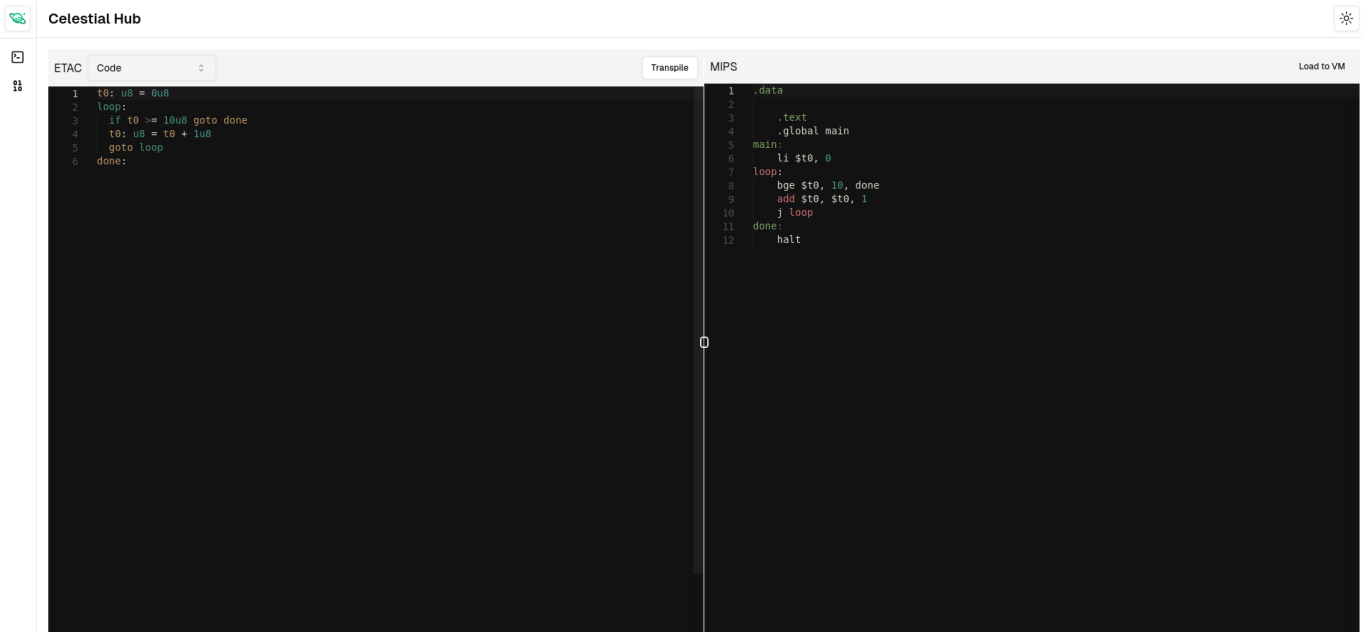 Celestial Hub
01
10
ETAC
Code
Transpile
1 t0: u8 = 0u8
2 loop:
3   if t0 >= 10u8 goto done
4   t0: u8 = t0 + 1u8
5   goto loop
6 done:
MIPS
Load to VM
1 .data
2
3     .text
4     .global main
5 main:
6     li $t0, 0
7 loop:
8     bge $t0, 10, done
9     add $t0, $t0, 1
10     j loop
11 done:
12     halt